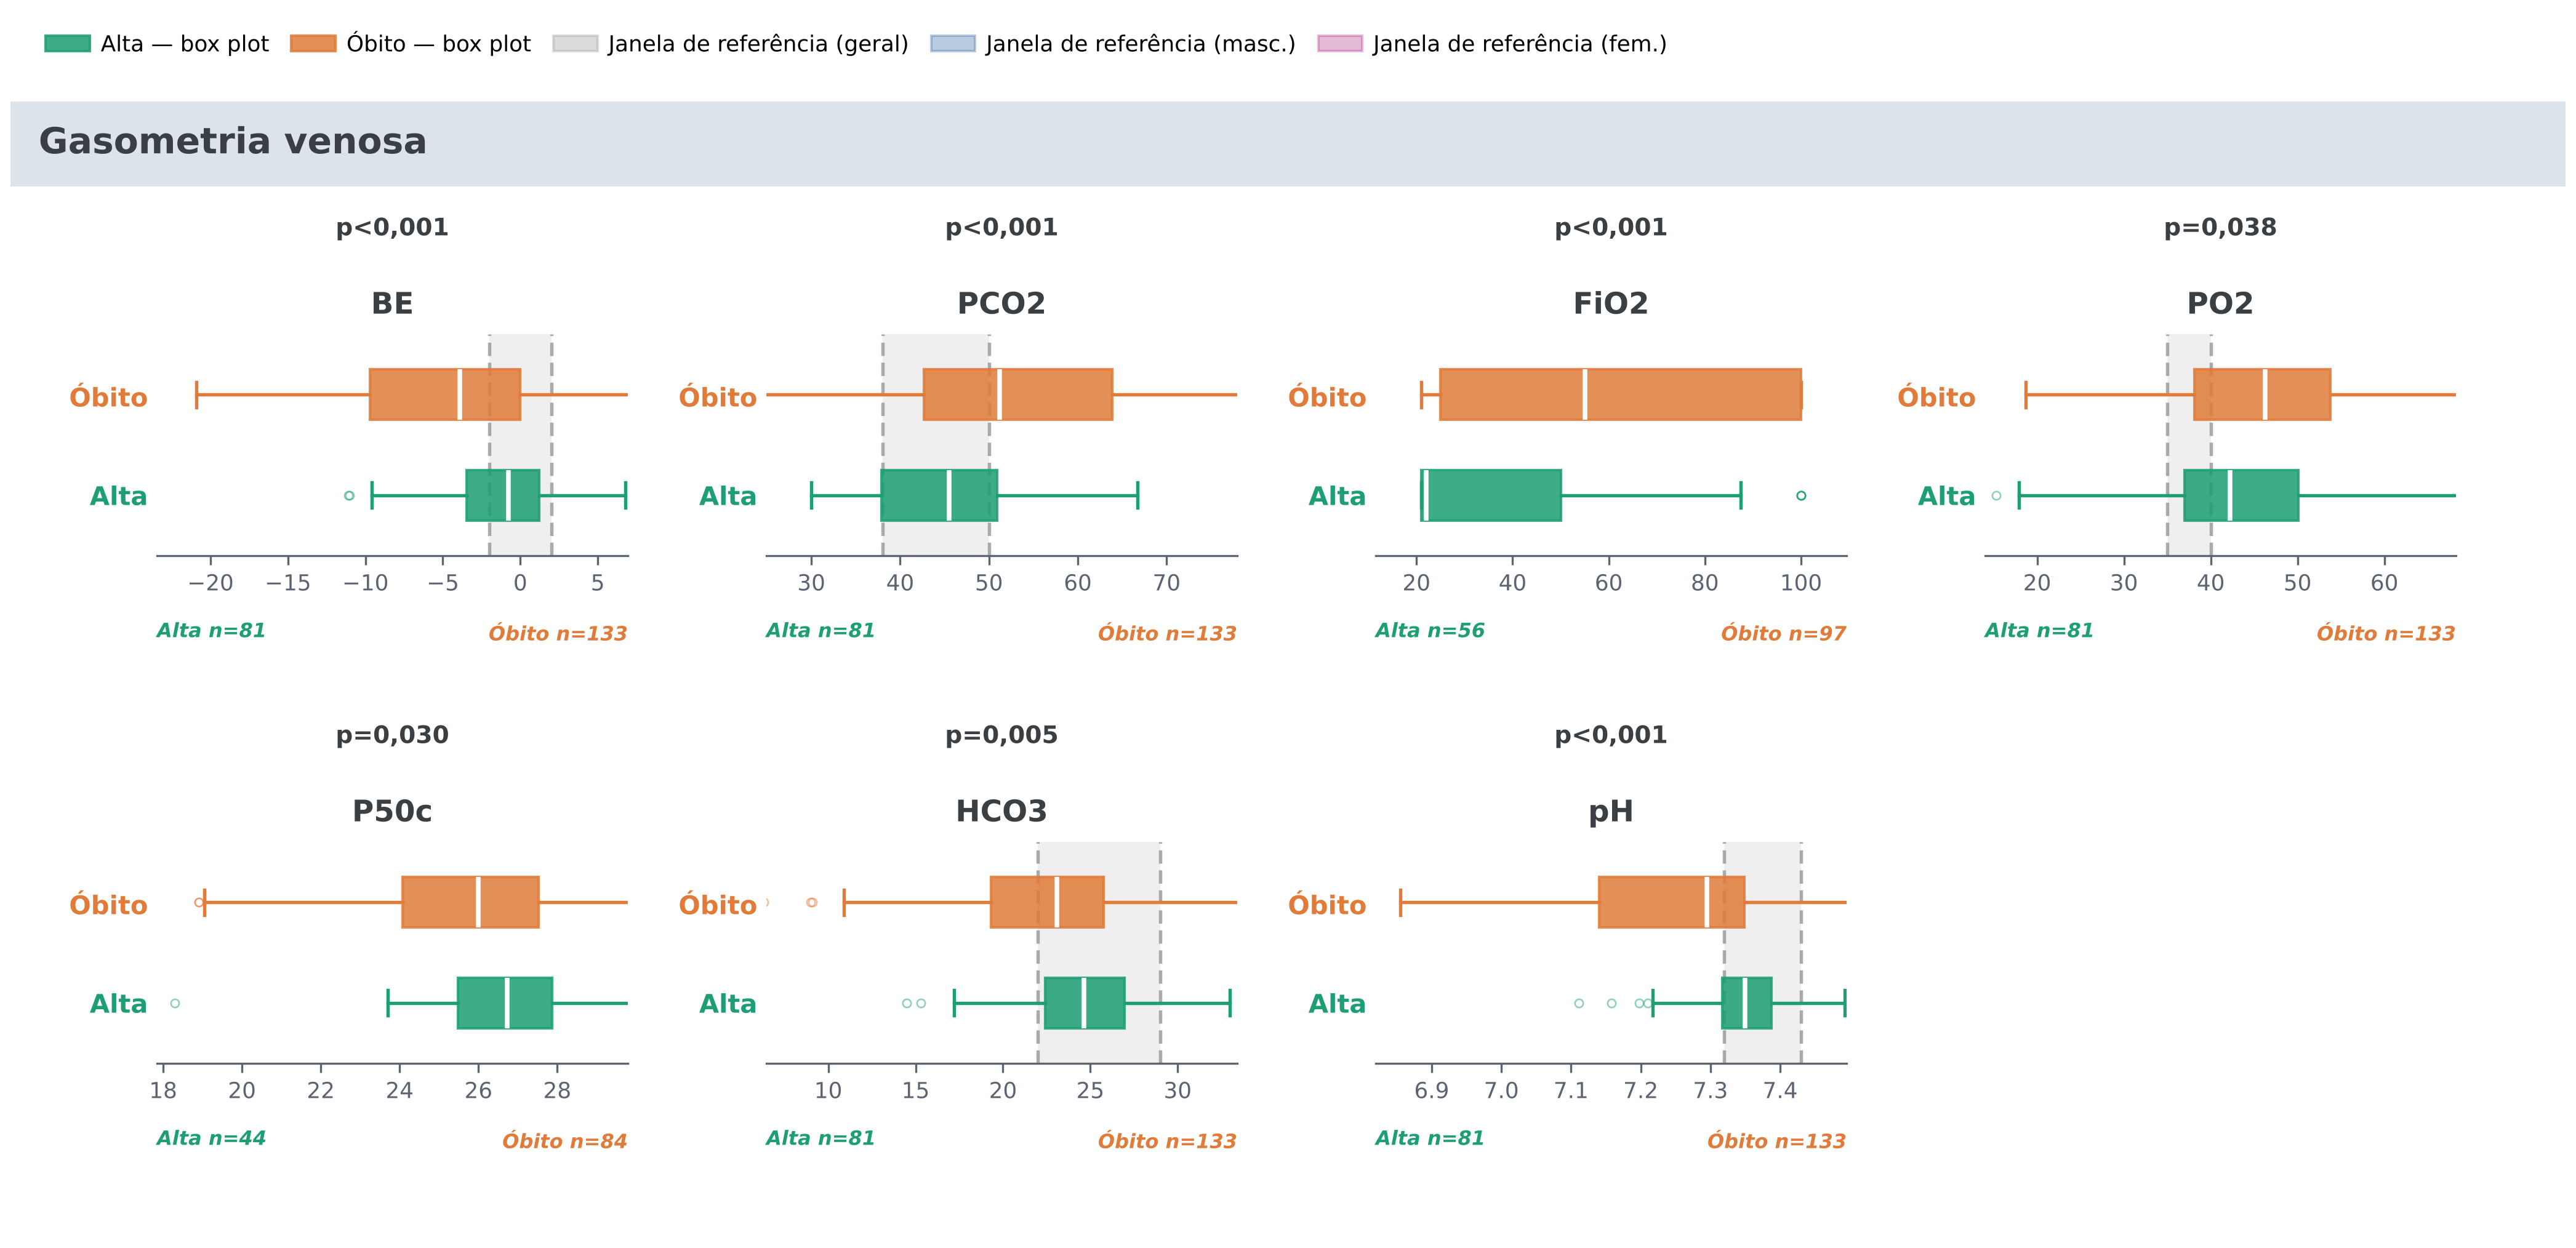 Alta — box plot Óbito — box plot Janela de referência (geral) Janela de referência (masc.) Janela de referência (fem.)
Gasometria venosa
p<0,001 p<0,001 p<0,001 p=0,038
BE PCO2 FiO2 PO2
Óbito Óbito Óbito Óbito
Alta Alta Alta Alta
−20 −15 −10 −5 0 5 30 40 50 60 70 20 40 60 80 100 20 30 40 50 60
Alta n=81 Óbito n=133 Alta n=81 Óbito n=133 Alta n=56 Óbito n=97 Alta n=81 Óbito n=133
p=0,030 p=0,005 p<0,001
P50c HCO3 pH
Óbito Óbito Óbito
Alta Alta Alta
18 20 22 24 26 28 10 15 20 25 30 6.9 7.0 7.1 7.2 7.3 7.4
Alta n=44 Óbito n=84 Alta n=81 Óbito n=133 Alta n=81 Óbito n=133